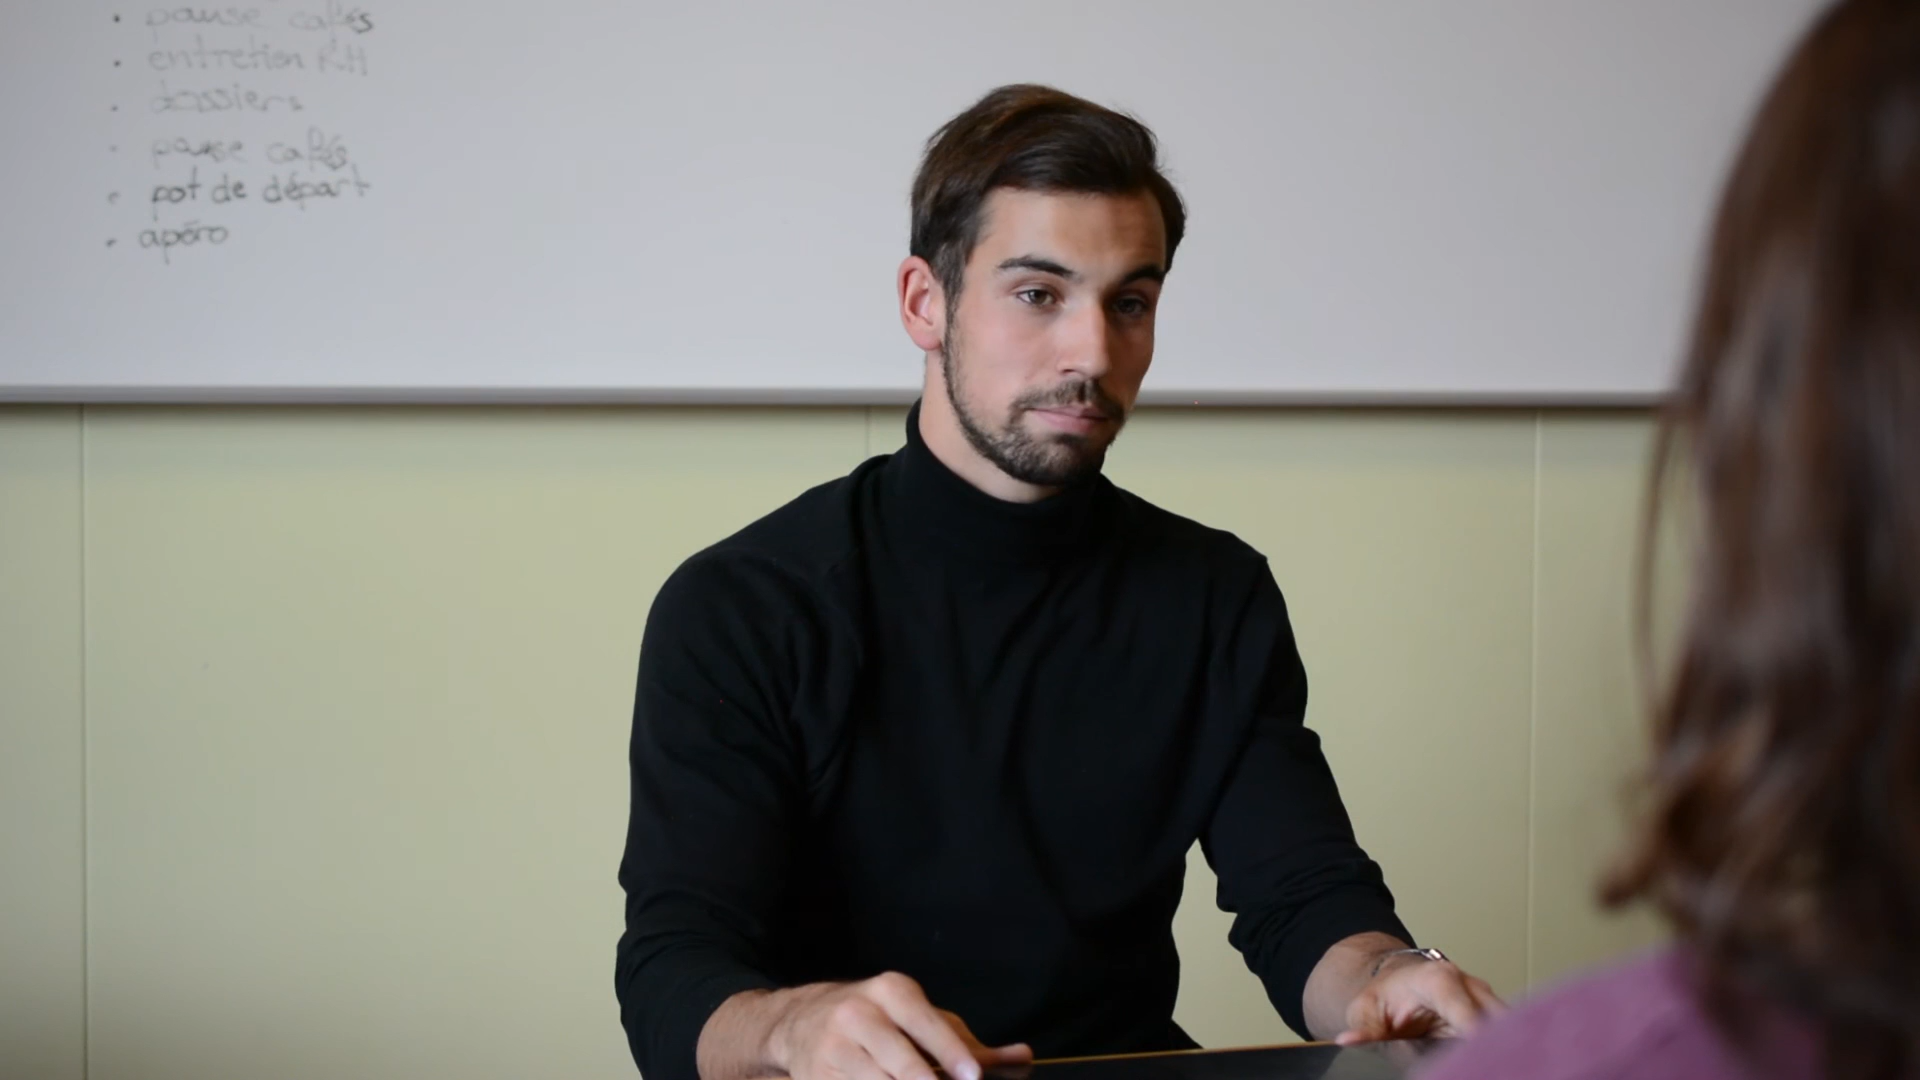 • pause cafés
• entretien RH
• dossiers
• pause cafés
• pot de départ
• apéro